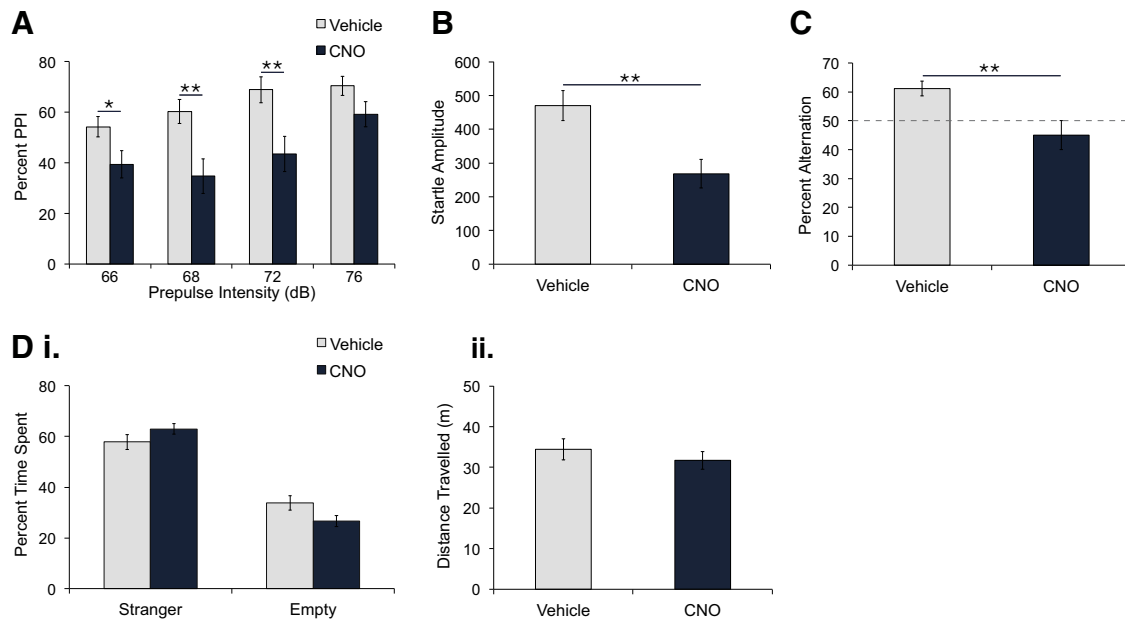 A
Vehicle
CNO
Percent PPI
80
60
40
20
0
*
**
**
66 68 72 76
Prepulse Intensity (dB)
B
Startle Amplitude
600
500
400
300
200
100
0
**
Vehicle CNO
C
Percent Alternation
70
60
50
40
30
20
10
0
**
Vehicle CNO
D i.
Vehicle
CNO
Percent Time Spent
80
60
40
20
0
Stranger Empty
ii.
Distance Travelled (m)
50
40
30
20
10
0
Vehicle CNO